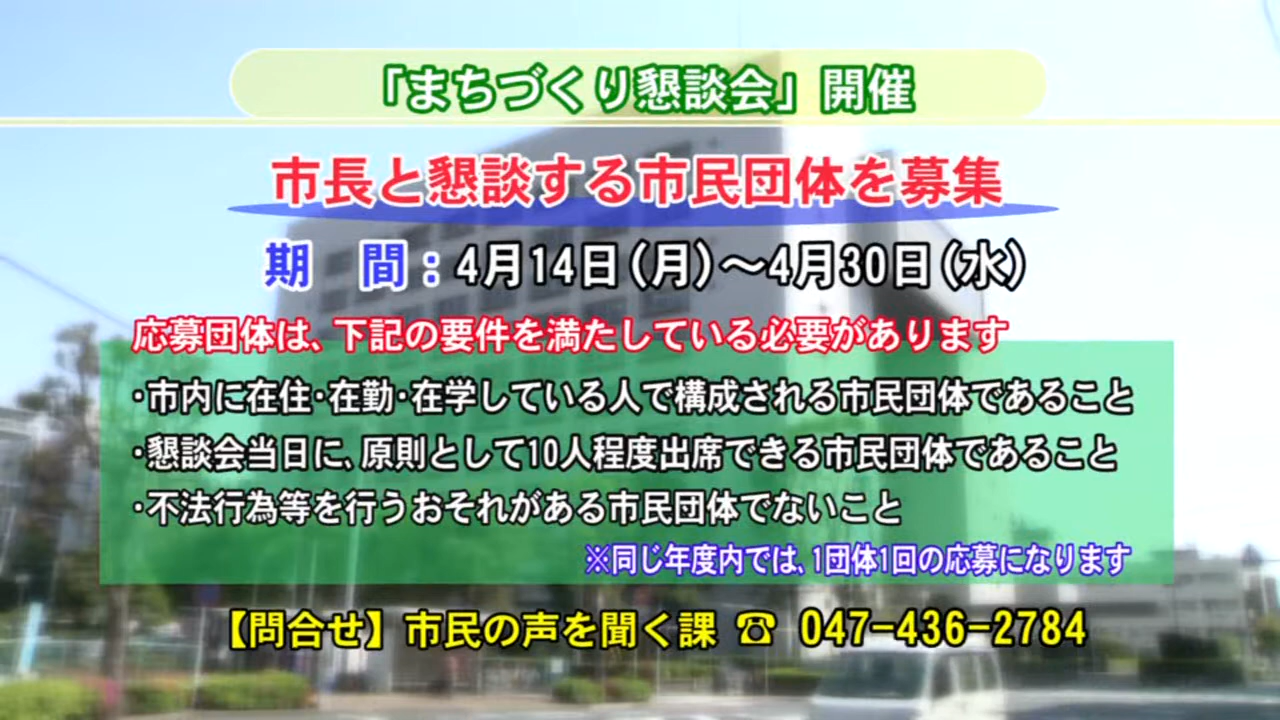 「まちづくり懇談会」開催
市長と懇談する市民団体を募集
期　間：4月14日（月）～4月30日（水）
応募団体は、下記の要件を満たしている必要があります
・市内に在住・在勤・在学している人で構成される市民団体であること
・懇談会当日に、原則として10人程度出席できる市民団体であること
・不法行為等を行うおそれがある市民団体でないこと
※同じ年度内では、1団体1回の応募になります
【問合せ】市民の声を聞く課 ☎ 047-436-2784